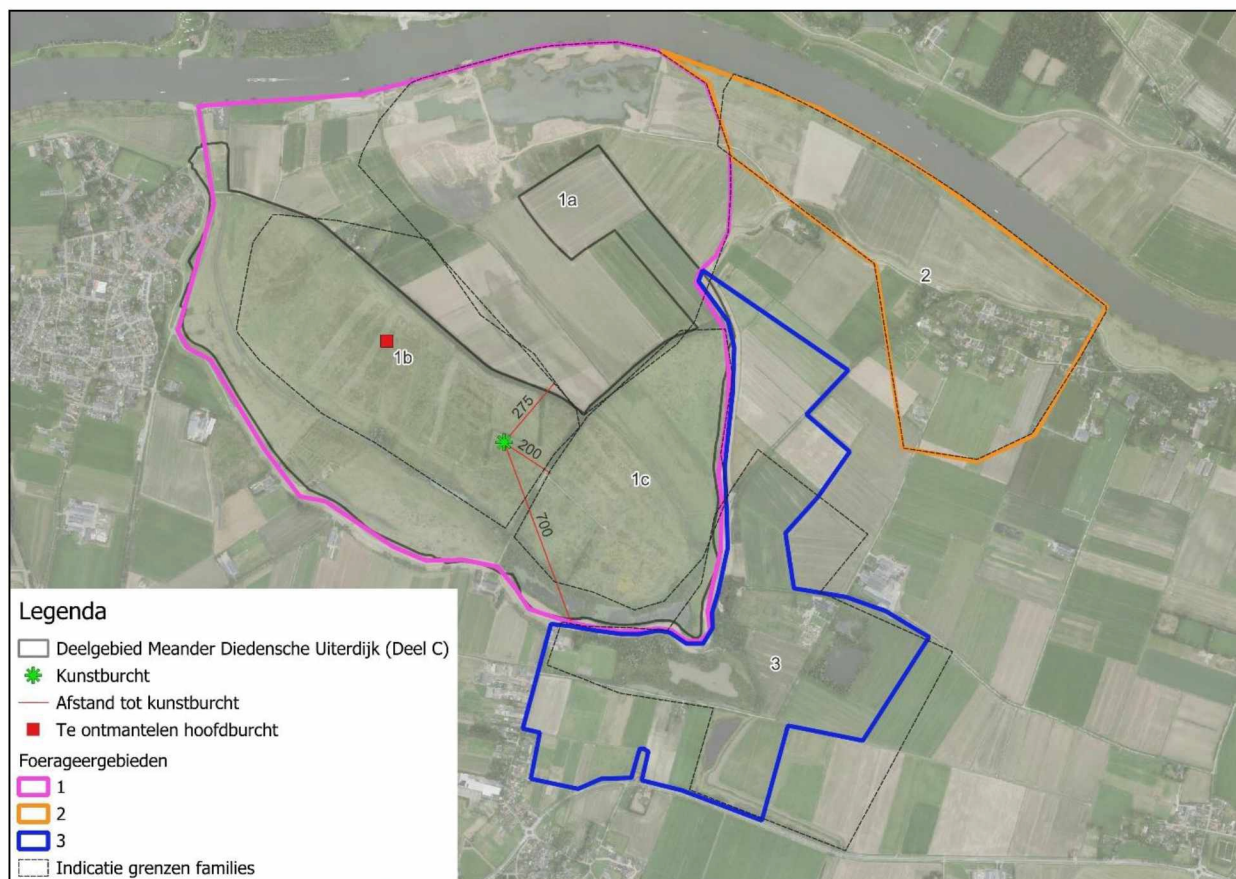 1a
2
1b
275
200
1c
700
3
Legenda
Deelgebied Meander Diedensche Uiterdijk (Deel C)
Kunstburcht
Afstand tot kunstburcht
Te ontmantelen hoofdburcht
Foerageergebieden
1
2
3
Indicatie grenzen families